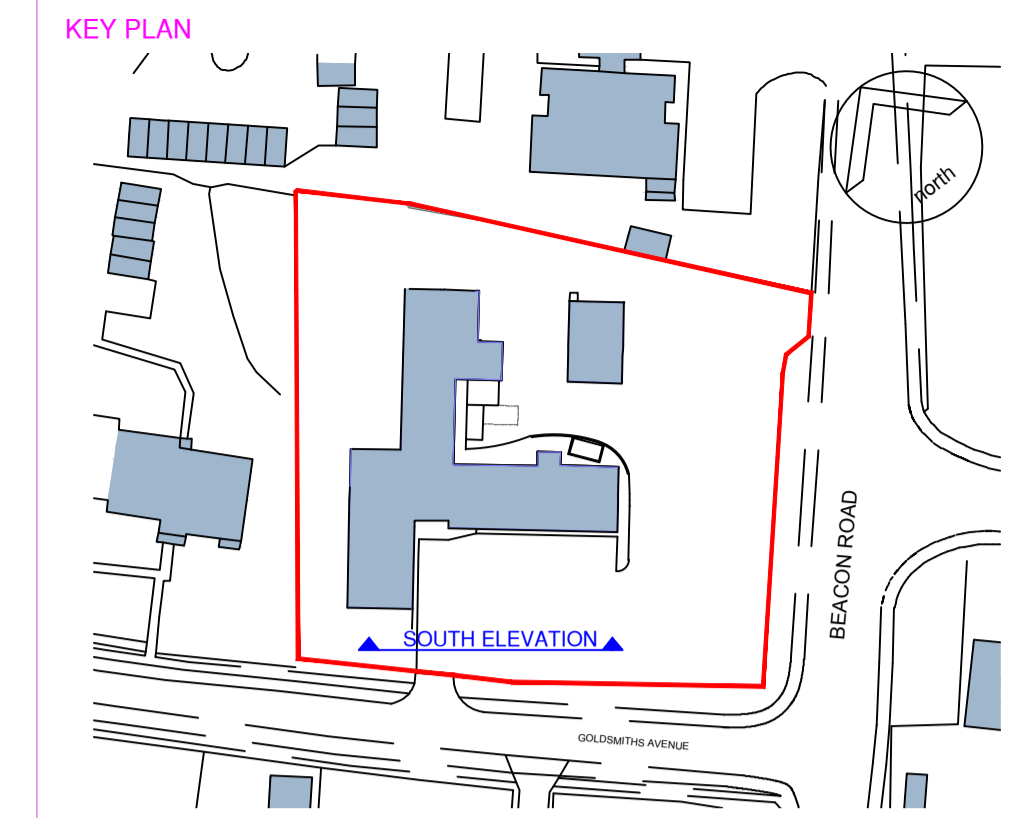 KEY PLAN
north
BEACON ROAD
SOUTH ELEVATION
GOLDSMITHS AVENUE